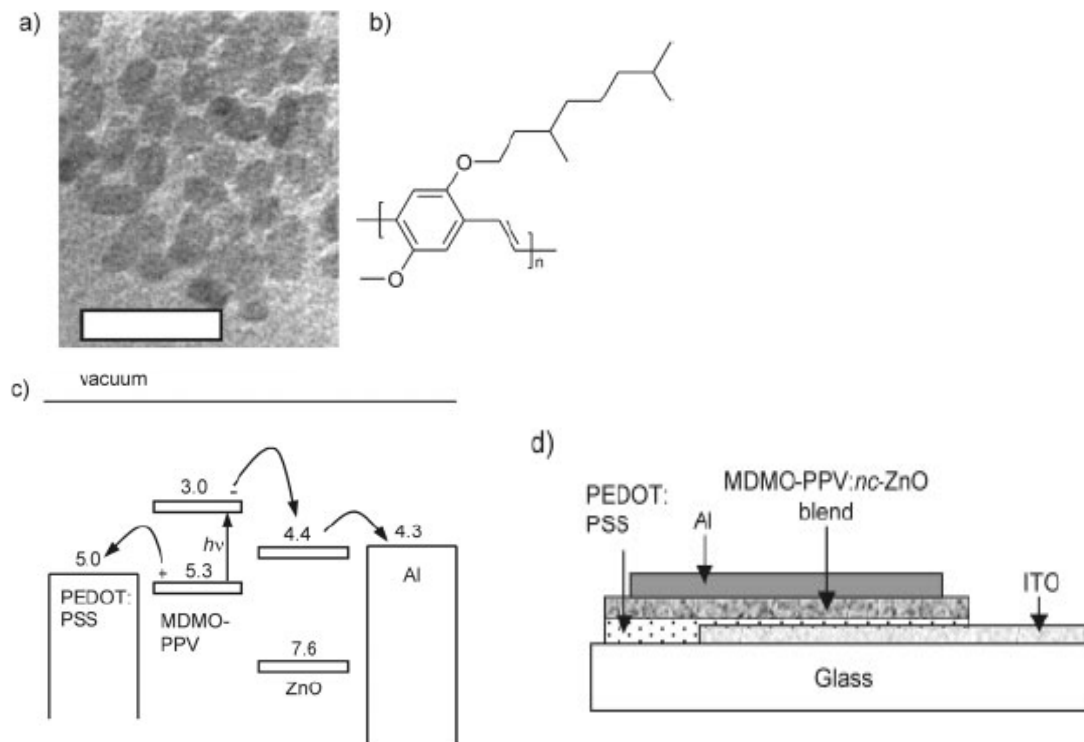 a)
b)
O
O
n
c)
vacuum
3.0
-
hν
4.4
4.3
5.0
+
5.3
PEDOT:
PSS
MDMO-
PPV
Al
7.6
ZnO
d)
PEDOT:
PSS
Al
MDMO-PPV:nc-ZnO
blend
ITO
Glass